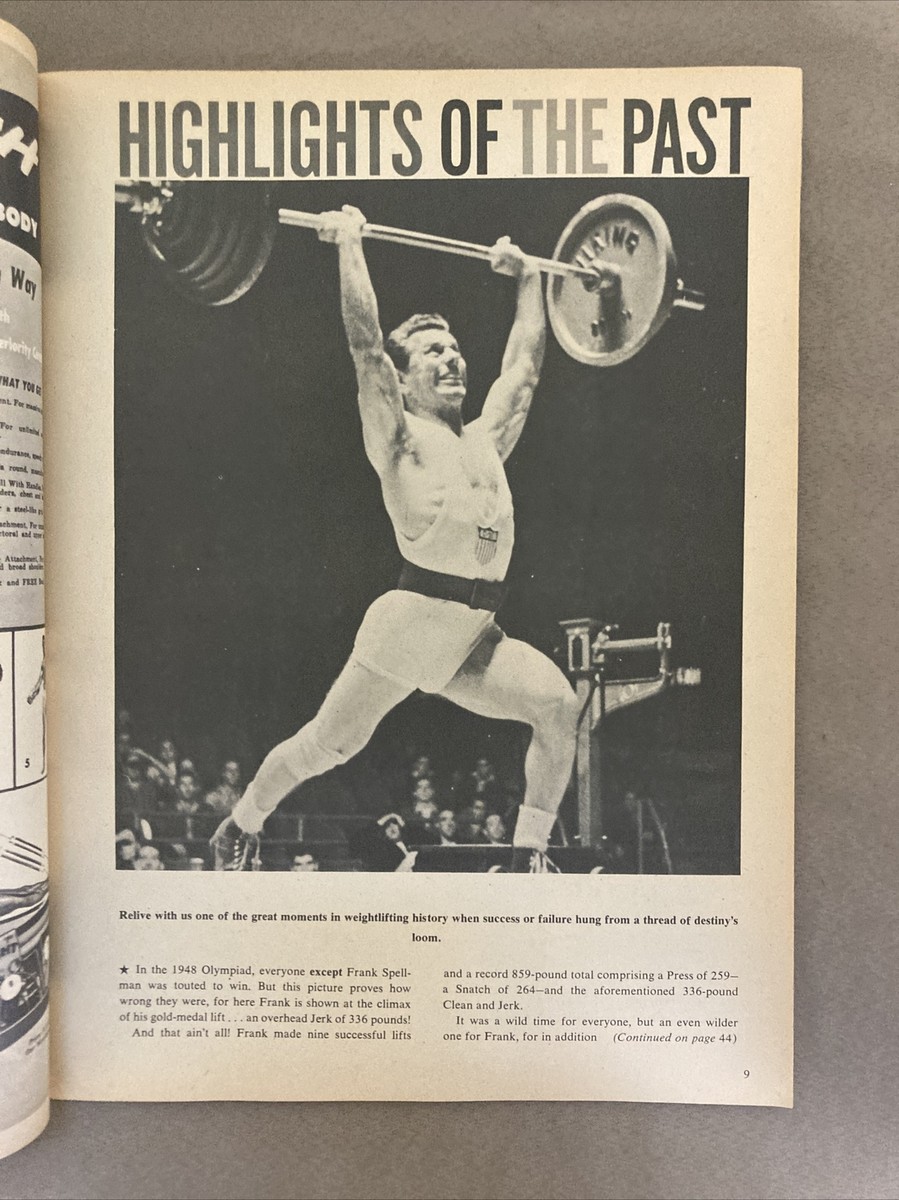 BODY
Way
WHAT YOU
5
HIGHLIGHTS OF THE PAST
VIKING
Relive with us one of the great moments in weightlifting history when success or failure hung from a thread of destiny's
loom.
★ In the 1948 Olympiad, everyone except Frank Spell-
man was touted to win. But this picture proves how
wrong they were, for here Frank is shown at the climax
of his gold-medal lift . . . an overhead Jerk of 336 pounds!
And that ain't all! Frank made nine successful lifts
and a record 859-pound total comprising a Press of 259—
a Snatch of 264—and the aforementioned 336-pound
Clean and Jerk.
It was a wild time for everyone, but an even wilder
one for Frank, for in addition (Continued on page 44)
9